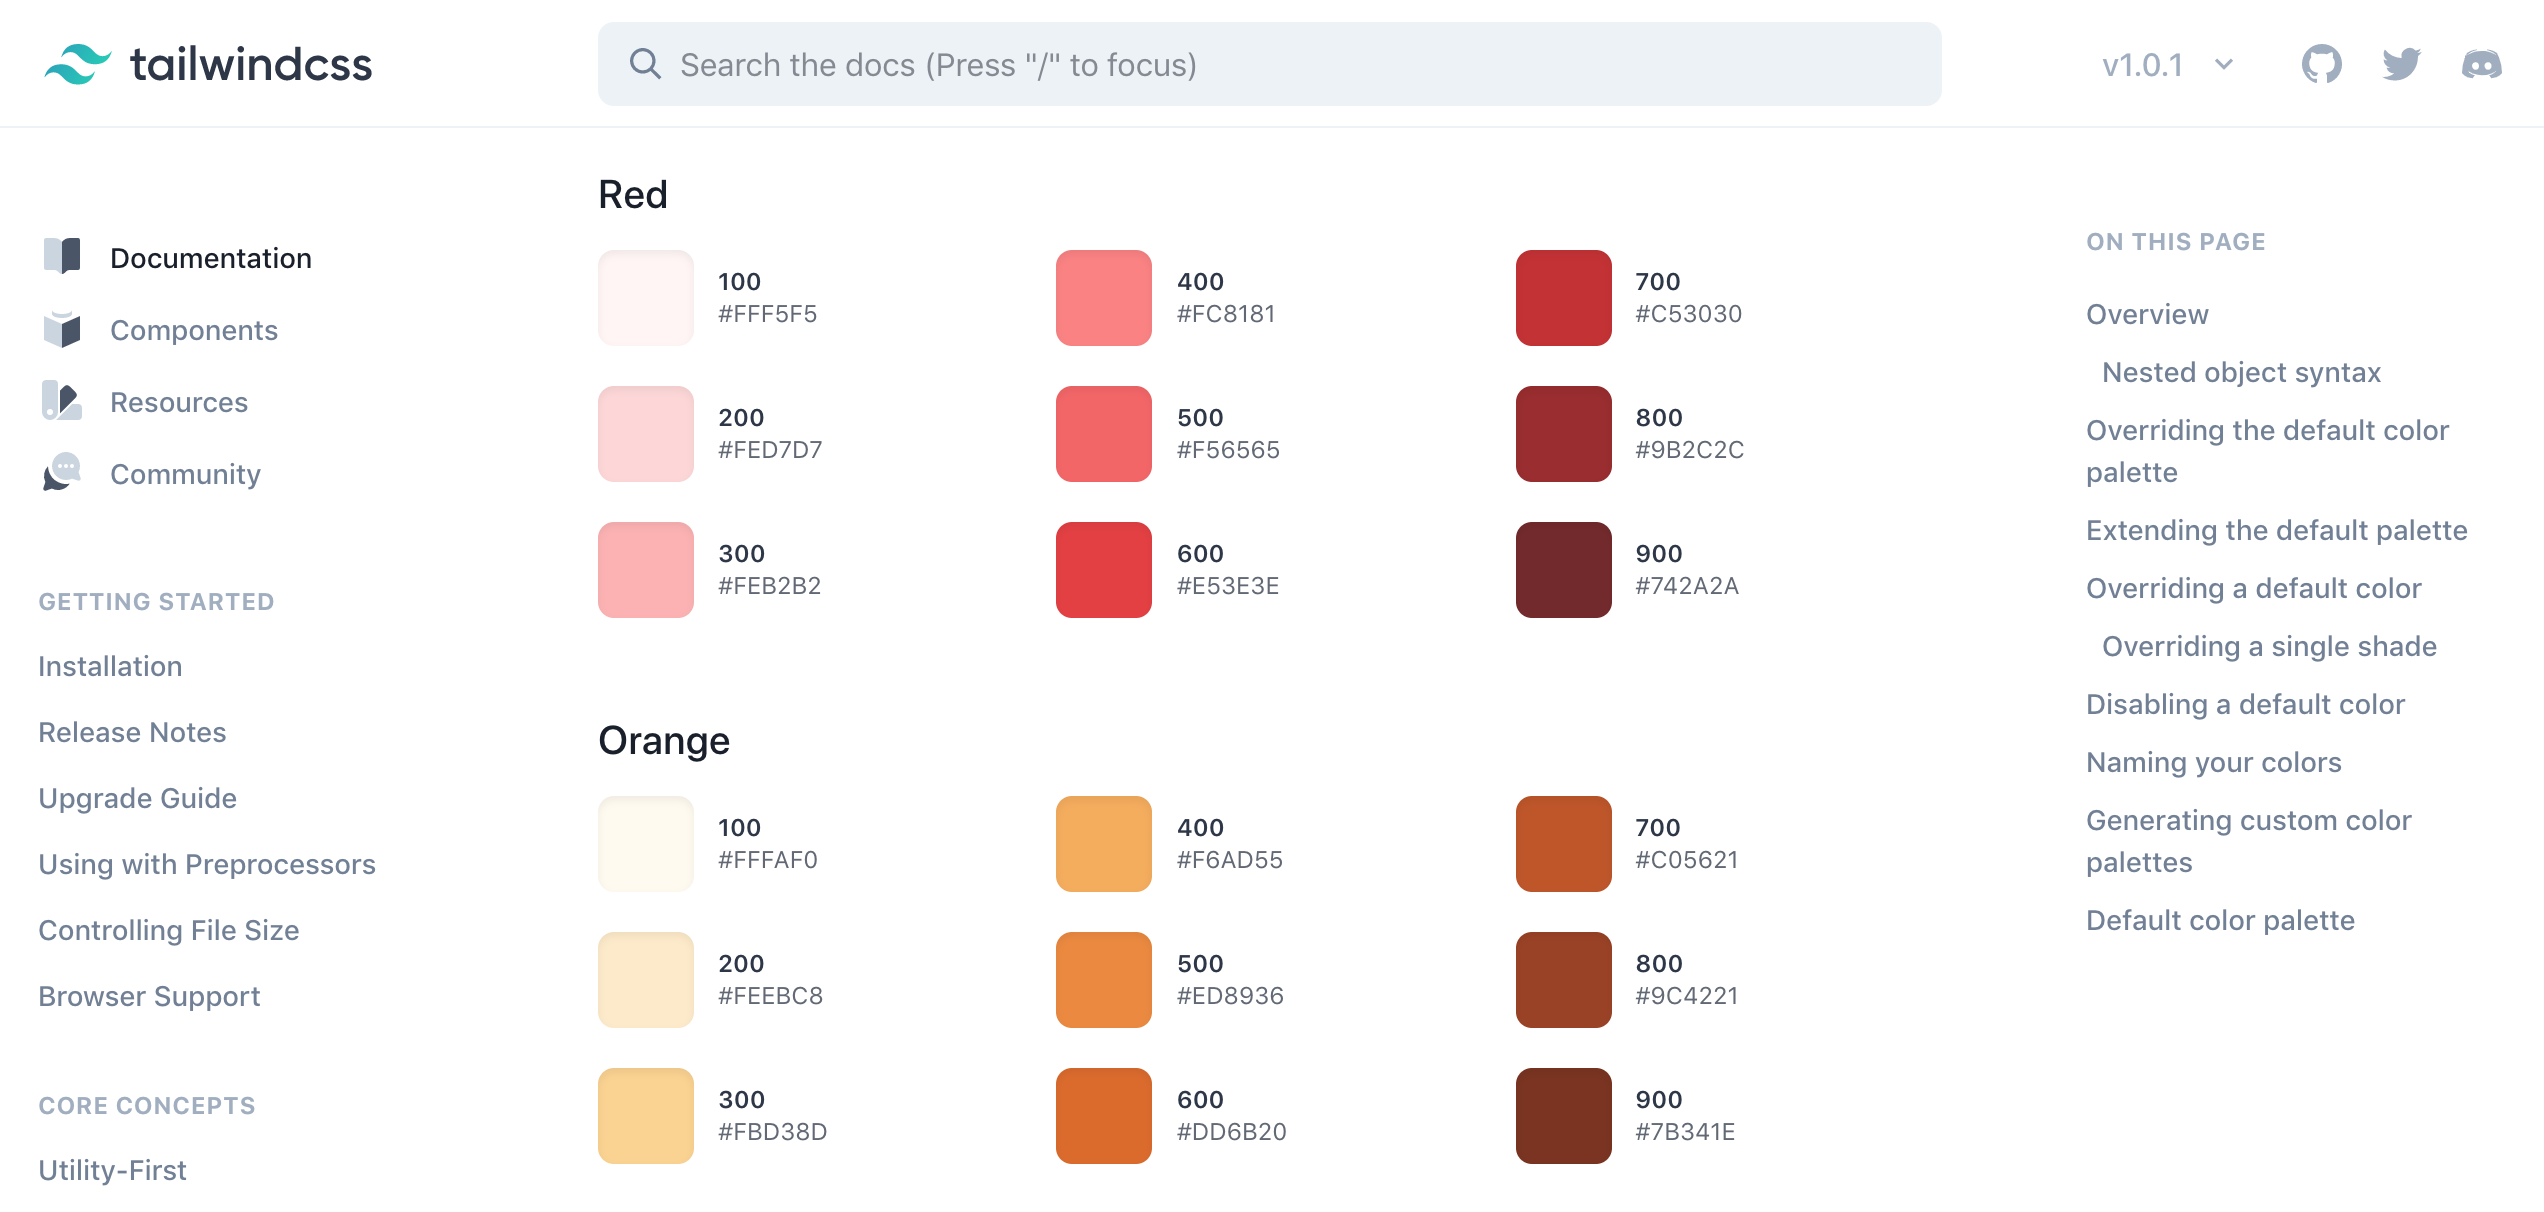 tailwindcss
Search the docs (Press "/" to focus)
v1.0.1
Documentation
Components
Resources
Community
GETTING STARTED
Installation
Release Notes
Upgrade Guide
Using with Preprocessors
Controlling File Size
Browser Support
CORE CONCEPTS
Utility-First
Red
100
#FFF5F5
400
#FC8181
700
#C53030
200
#FED7D7
500
#F56565
800
#9B2C2C
300
#FEB2B2
600
#E53E3E
900
#742A2A
Orange
100
#FFFAF0
400
#F6AD55
700
#C05621
200
#FEEBC8
500
#ED8936
800
#9C4221
300
#FBD38D
600
#DD6B20
900
#7B341E
ON THIS PAGE
Overview
Nested object syntax
Overriding the default color
palette
Extending the default palette
Overriding a default color
Overriding a single shade
Disabling a default color
Naming your colors
Generating custom color
palettes
Default color palette